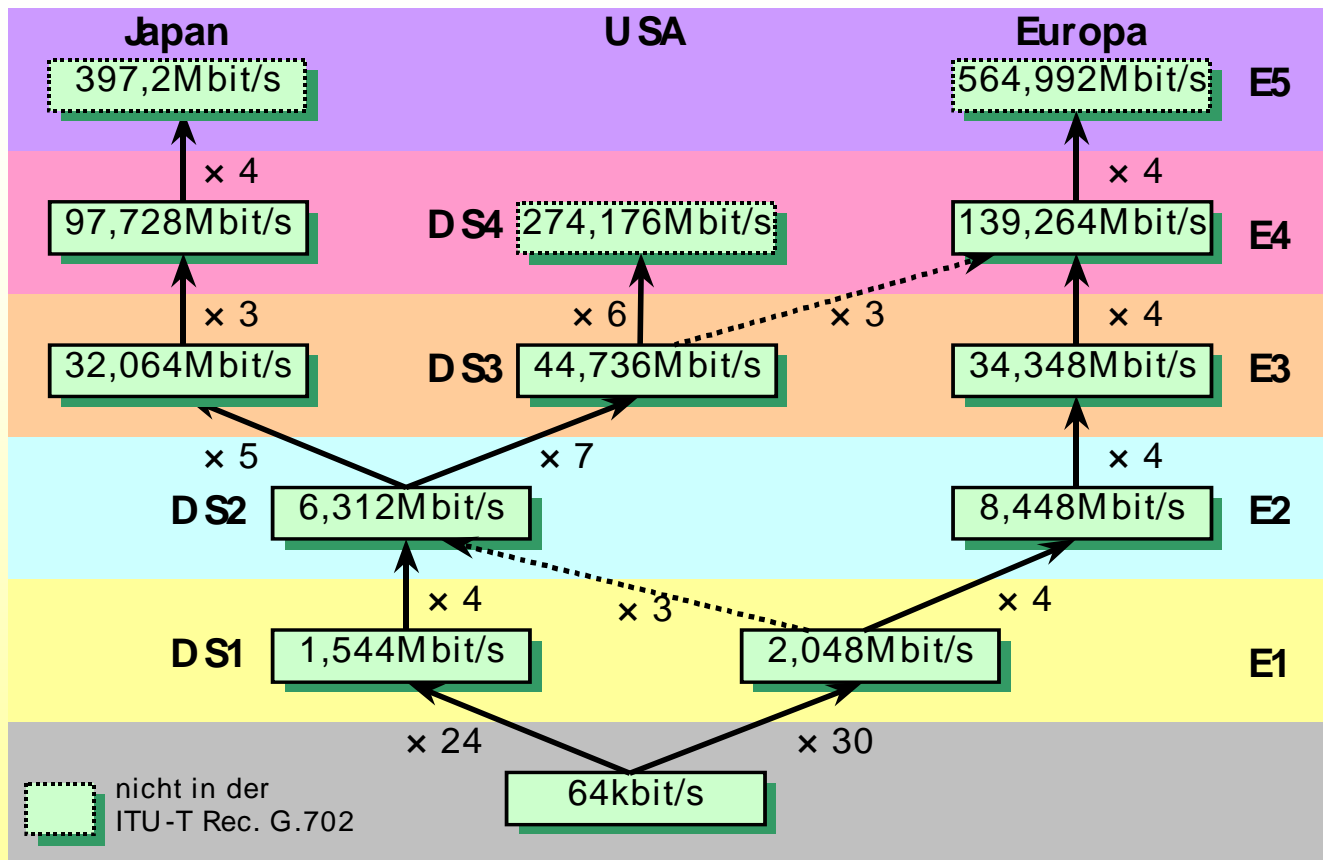 Japan USA Europa
397,2Mbit/s 564,992Mbit/s E5
× 4 × 4
97,728Mbit/s DS4 274,176Mbit/s 139,264Mbit/s E4
× 3 × 6 × 3 × 4
32,064Mbit/s DS3 44,736Mbit/s 34,348Mbit/s E3
× 5 × 7 × 4
DS2 6,312Mbit/s 8,448Mbit/s E2
× 4 × 3 × 4
DS1 1,544Mbit/s 2,048Mbit/s E1
× 24 × 30
64kbit/s
nicht in der
ITU-T Rec. G.702